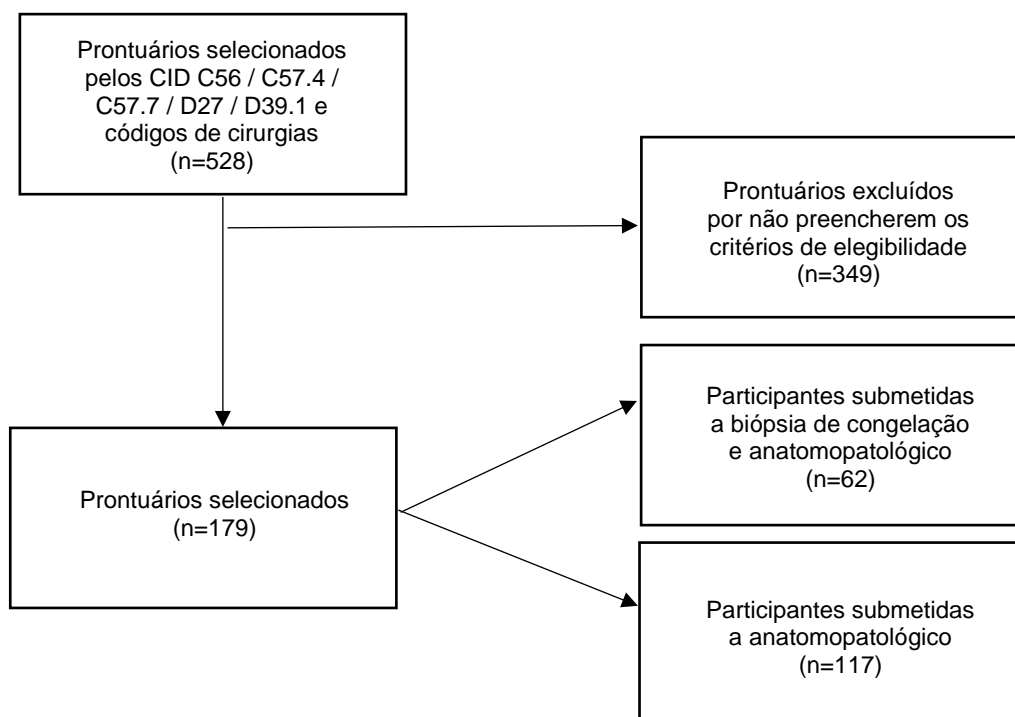 Prontuários selecionados
pelos CID C56 / C57.4 /
C57.7 / D27 / D39.1 e
códigos de cirurgias
(n=528)
Prontuários excluídos
por não preencherem os
critérios de elegibilidade
(n=349)
Prontuários selecionados
(n=179)
Participantes submetidas
a biópsia de congelação
e anatomopatológico
(n=62)
Participantes submetidas
a anatomopatológico
(n=117)